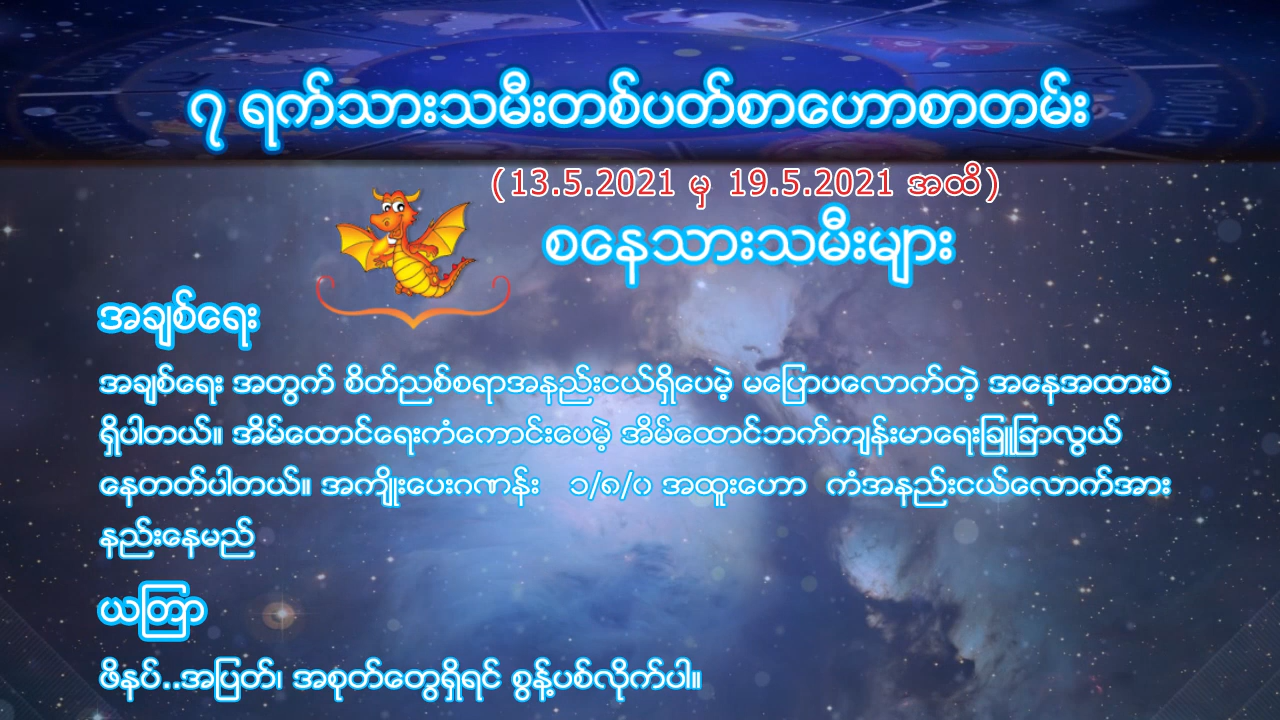 ၇ ရက်သားသမီးတစ်ပတ်စာဟောစာတမ်း
(13.5.2021 မှ 19.5.2021 အထိ)
စနေသားသမီးများ
အချစ်ရေး
အချစ်ရေး အတွက် စိတ်ညစ်စရာအနည်းငယ်ရှိပေမဲ့ မပြောပလောက်တဲ့ အနေအထားပဲ
ရှိပါတယ်။ အိမ်ထောင်ရေးကံကောင်းပေမဲ့ အိမ်ထောင်ဘက်ကျန်းမာရေးခြူခြာလွယ်
နေတတ်ပါတယ်။ အကျိုးပေးဂဏန်း ၁/၈/၀ အထူးဟော ကံအနည်းငယ်လောက်အား
နည်းနေမည်
ယတြာ
ဖိနပ်..အပြတ်၊ အစုတ်တွေရှိရင် စွန့်ပစ်လိုက်ပါ။